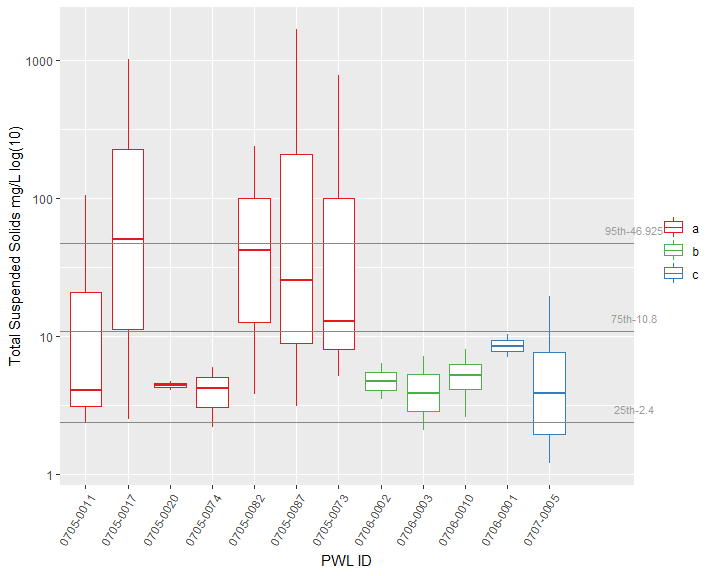 Total Suspended Solids mg/L log(10)
1000
100
10
1
95th-46.925
75th-10.8
25th-2.4
a
b
c
0705-0011
0705-0017
0705-0020
0705-0074
0705-0082
0705-0087
0705-0073
0706-0002
0706-0003
0706-0010
0706-0001
0707-0005
PWL ID